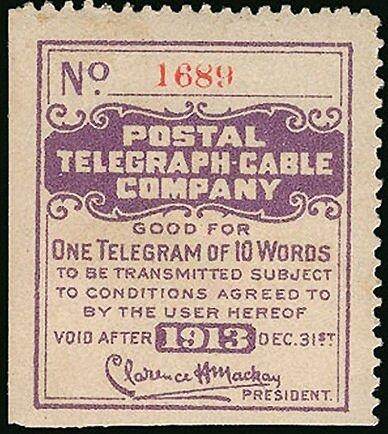 No. 1689
POSTAL
TELEGRAPH-CABLE
COMPANY
GOOD FOR
ONE TELEGRAM OF 10 WORDS
TO BE TRANSMITTED SUBJECT
TO CONDITIONS AGREED TO
BY THE USER HEREOF
VOID AFTER 1913 DEC. 31ST.
Clarence H Mackay
PRESIDENT.